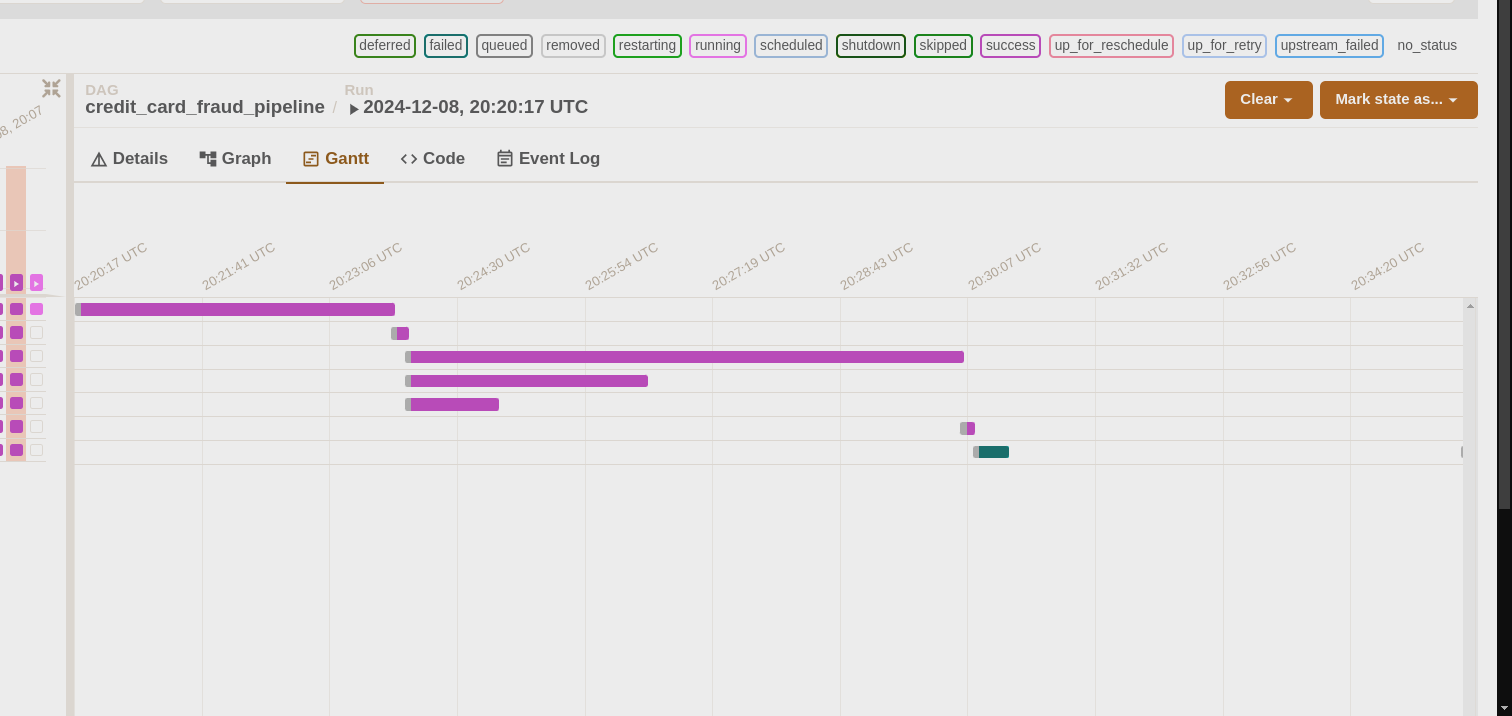 deferred failed queued removed restarting running scheduled shutdown skipped success up_for_reschedule up_for_retry upstream_failed no_status
08, 20:07
DAG Run
credit_card_fraud_pipeline / 2024-12-08, 20:20:17 UTC
Clear Mark state as...
Details Graph Gantt Code Event Log
20:20:17 UTC 20:21:41 UTC 20:23:06 UTC 20:24:30 UTC 20:25:54 UTC 20:27:19 UTC 20:28:43 UTC 20:30:07 UTC 20:31:32 UTC 20:32:56 UTC 20:34:20 UTC